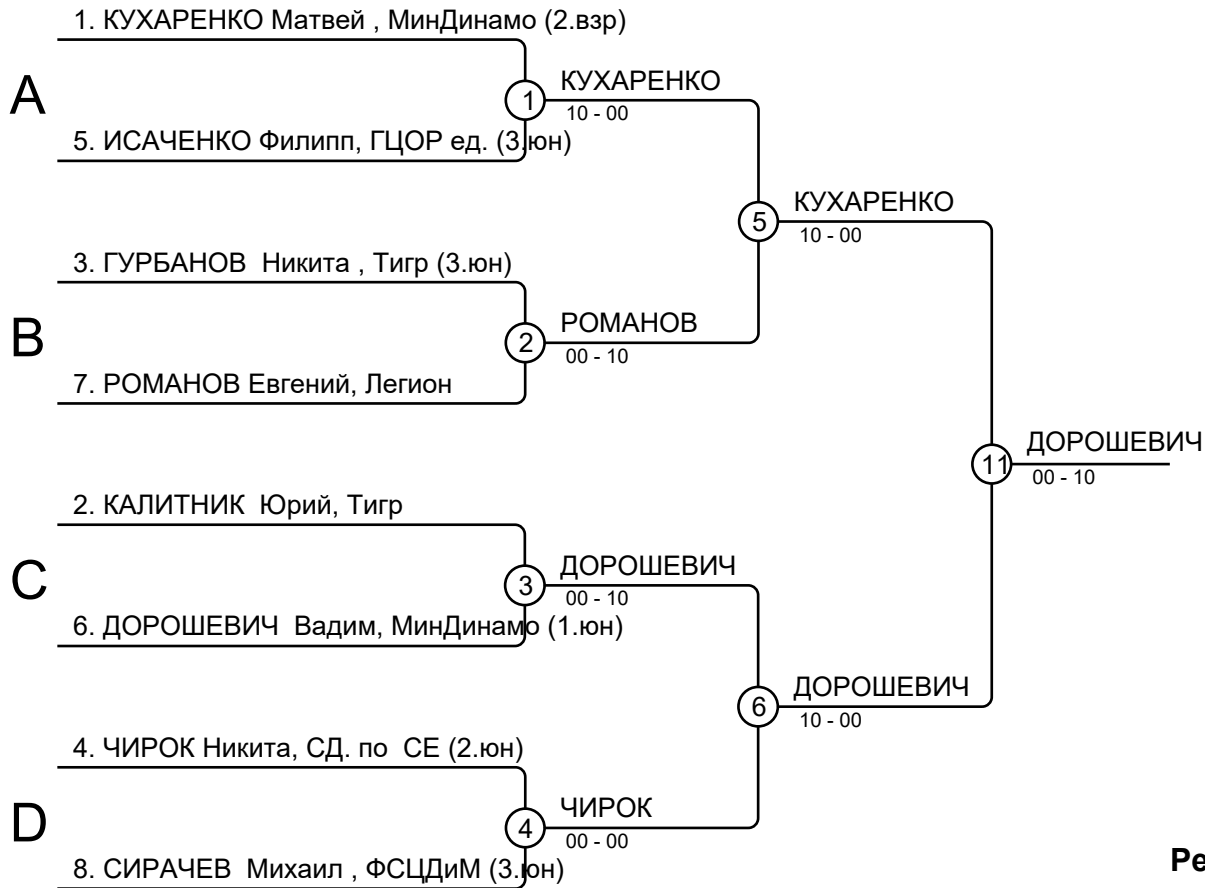 1. КУХАРЕНКО Матвей , МинДинамо (2.взр)
A
1
КУХАРЕНКО
10 - 00
5. ИСАЧЕНКО Филипп, ГЦОР ед. (3.юн)
5
КУХАРЕНКО
10 - 00
3. ГУРБАНОВ  Никита , Тигр (3.юн)
B
2
РОМАНОВ
00 - 10
7. РОМАНОВ Евгений, Легион
11
ДОРОШЕВИЧ
00 - 10
2. КАЛИТНИК  Юрий, Тигр
C
3
ДОРОШЕВИЧ
00 - 10
6. ДОРОШЕВИЧ  Вадим, МинДинамо (1.юн)
6
ДОРОШЕВИЧ
10 - 00
4. ЧИРОК Никита, СД. по  СЕ (2.юн)
D
4
ЧИРОК
00 - 00
8. СИРАЧЕВ  Михаил , ФСЦДиМ (3.юн)
Ре